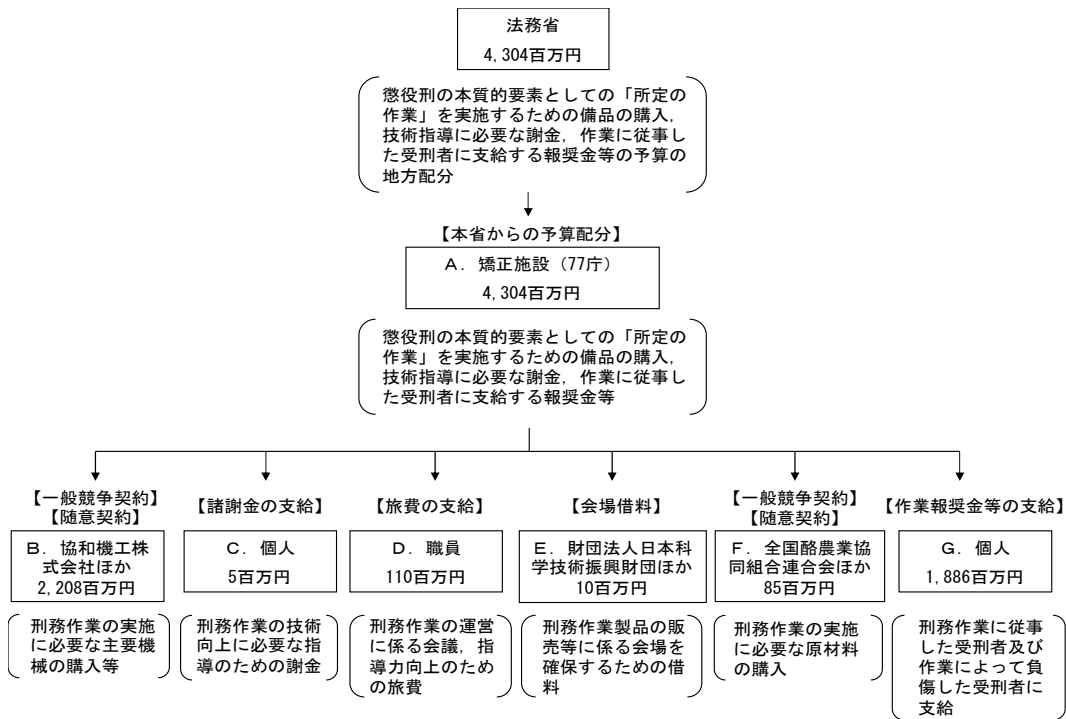 法務省
4,304百万円
懲役刑の本質的要素としての「所定の
作業」を実施するための備品の購入,
技術指導に必要な謝金,作業に従事し
た受刑者に支給する報奨金等の予算の
地方配分
【本省からの予算配分】
A.矯正施設(77庁)
4,304百万円
懲役刑の本質的要素としての「所定の
作業」を実施するための備品の購入,
技術指導に必要な謝金,作業に従事し
た受刑者に支給する報奨金等
【一般競争契約】
【随意契約】
B.協和機工株
式会社ほか
2,208百万円
刑務作業の実施
に必要な主要機
械の購入等
【諸謝金の支給】
C.個人
5百万円
刑務作業の技術
向上に必要な指
導のための謝金
【旅費の支給】
D.職員
110百万円
刑務作業の運営
に係る会議,指
導力向上のため
の旅費
【会場借料】
E.財団法人日本科
学技術振興財団ほか
10百万円
刑務作業製品の販
売等に係る会場を
確保するための借
料
【一般競争契約】
【随意契約】
F.全国酪農業協
同組合連合会ほか
85百万円
刑務作業の実施
に必要な原材料
の購入
【作業報奨金等の支給】
G.個人
1,886百万円
刑務作業に従事
した受刑者及び
作業によって負
傷した受刑者に
支給